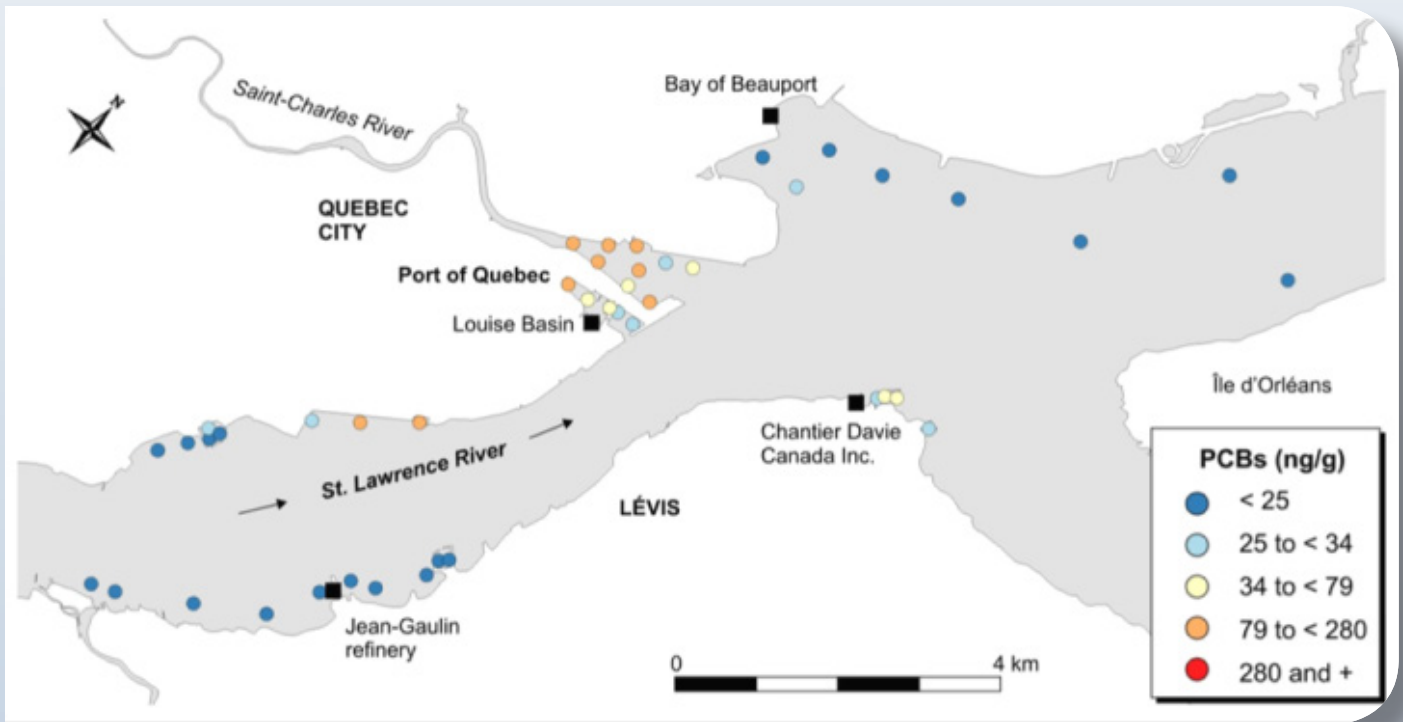 Bay of Beauport
Saint-Charles River
N
QUEBEC
CITY
Port of Quebec
Louise Basin
Île d'Orléans
Chantier Davie
Canada Inc.
St. Lawrence River
LÉVIS
Jean-Gaulin
refinery
0 4 km
PCBs (ng/g)
< 25
25 to < 34
34 to < 79
79 to < 280
280 and +